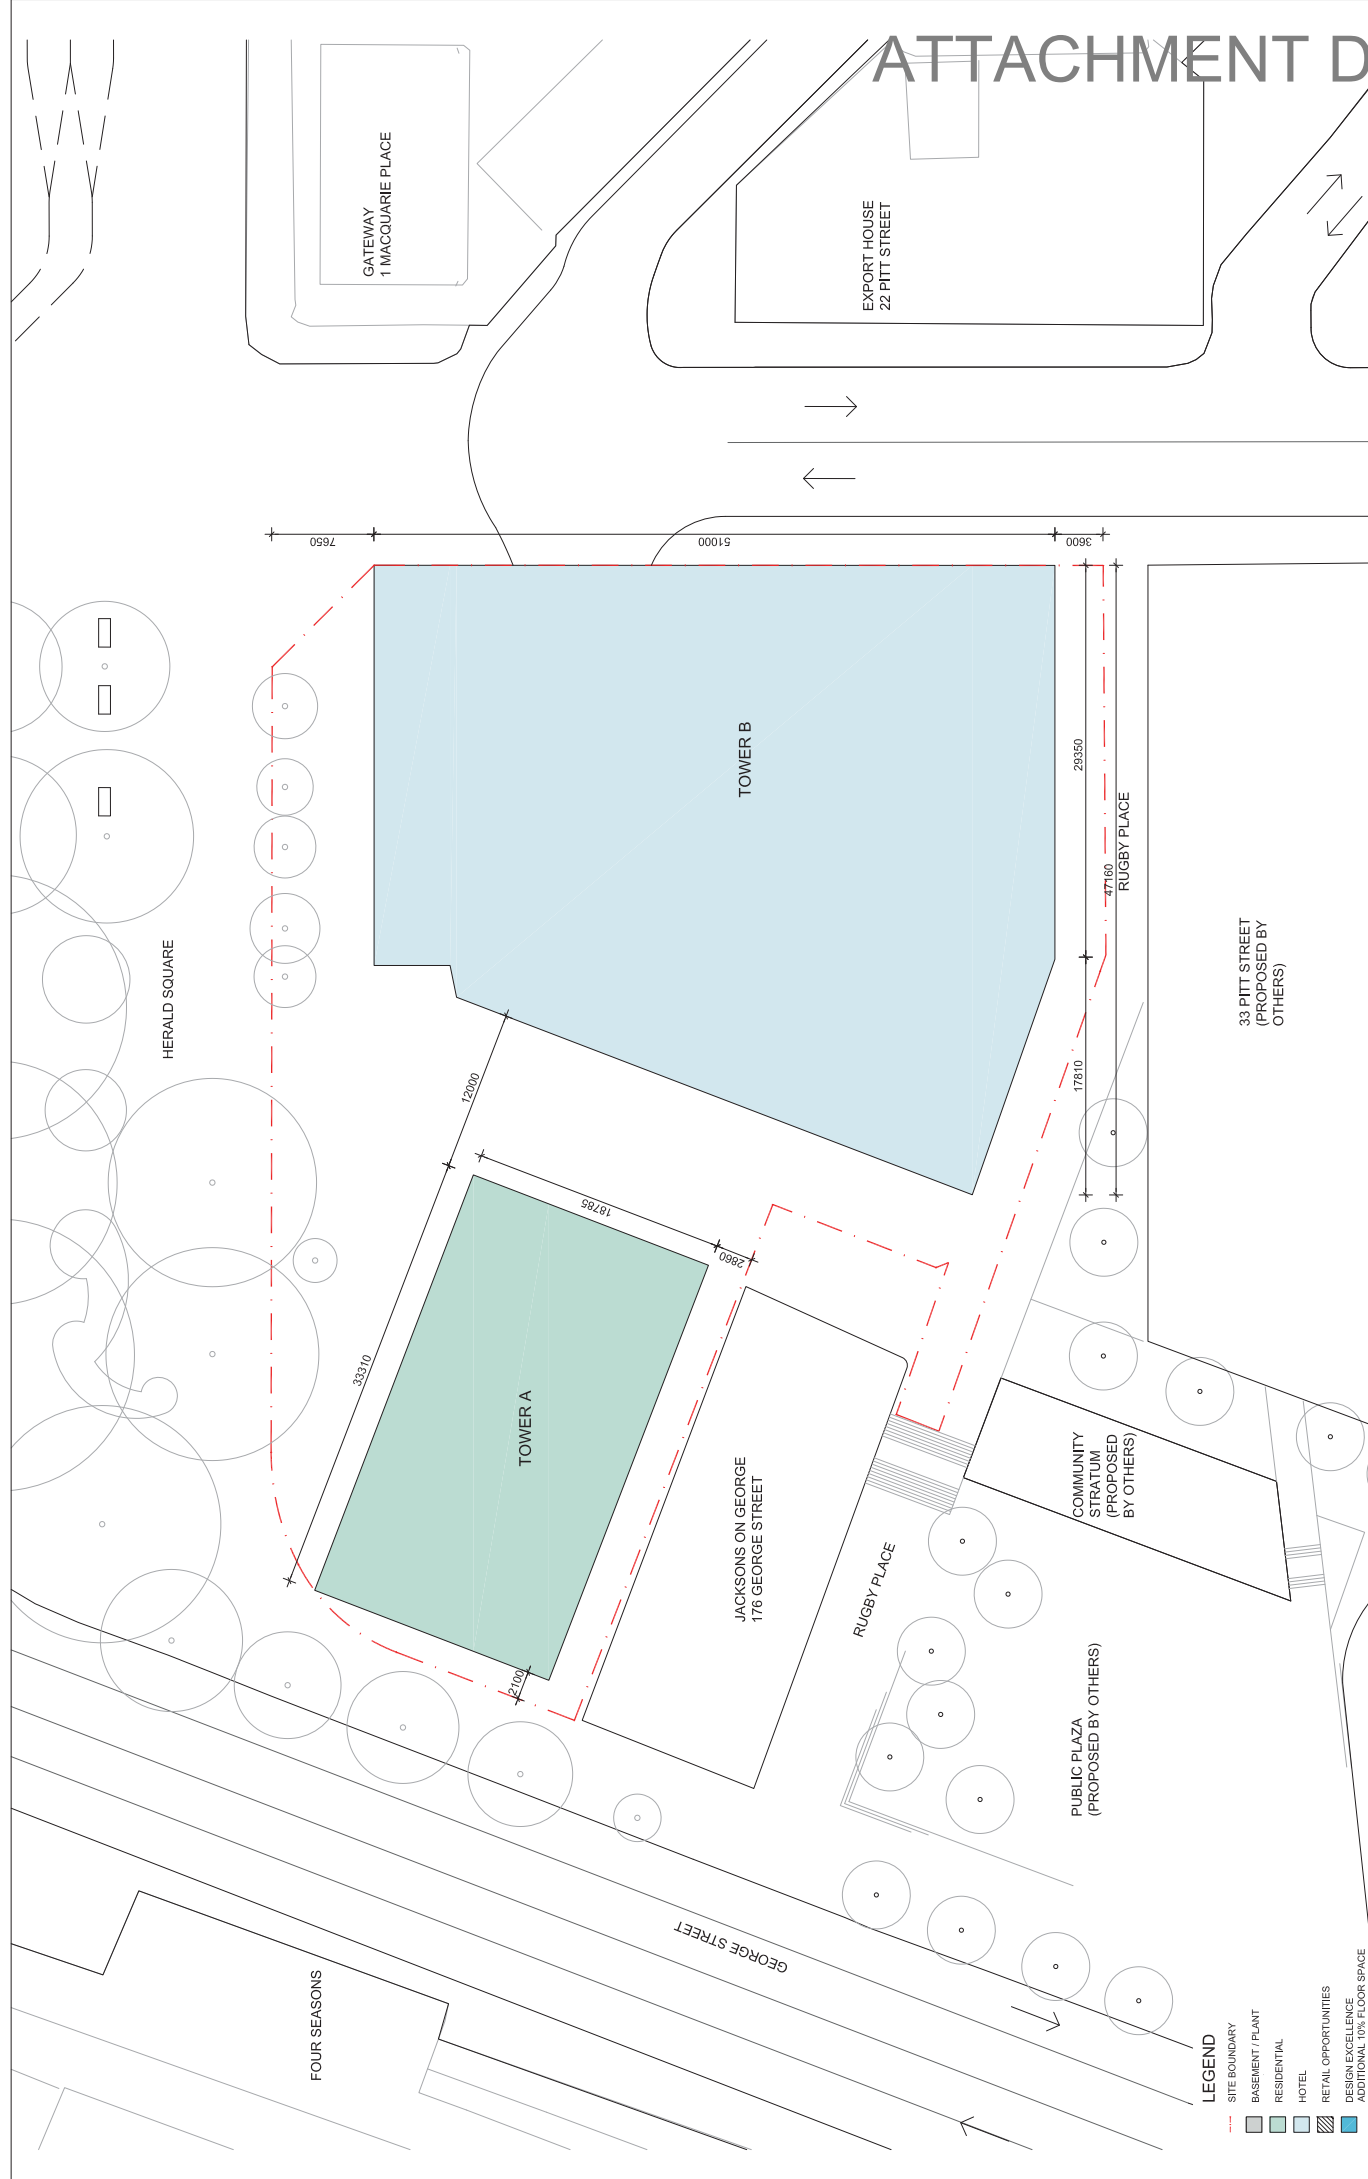 ATTACHMENT D
GATEWAY
1 MACQUARIE PLACE
EXPORT HOUSE
22 PITT STREET
7650
51000
3600
TOWER B
29350
47160
RUGBY PLACE
HERALD SQUARE
33 PITT STREET
(PROPOSED BY
OTHERS)
12000
17810
18785
2860
33310
TOWER A
JACKSONS ON GEORGE
176 GEORGE STREET
COMMUNITY
STRATUM
(PROPOSED
BY OTHERS)
RUGBY PLACE
2100
PUBLIC PLAZA
(PROPOSED BY OTHERS)
GEORGE STREET
FOUR SEASONS
LEGEND
SITE BOUNDARY
BASEMENT / PLANT
RESIDENTIAL
HOTEL
RETAIL OPPORTUNITIES
DESIGN EXCELLENCE
ADDITIONAL 10% FLOOR SPACE